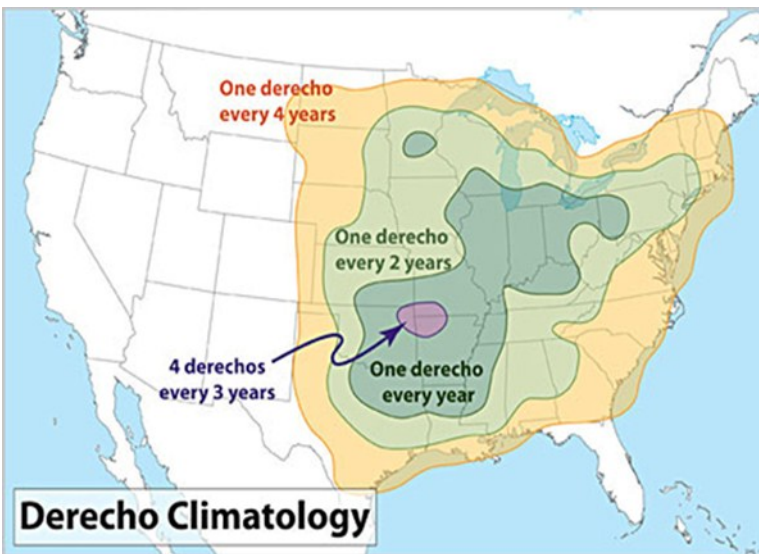 One derecho
every 4 years
One derecho
every 2 years
4 derechos
every 3 years
One derecho
every year
Derecho Climatology